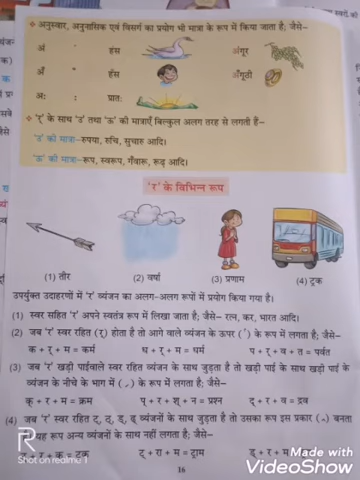 ❖ अनुस्वार, अनुनासिक एवं विसर्ग का प्रयोग भी मात्रा के रूप में किया जाता है; जैसे–
अं ं हंस अंगूर
अँ ँ हँस अँगूठी
अः : प्रातः
❖ 'र्' के साथ 'उ' तथा 'ऊ' की मात्राएँ बिल्कुल अलग तरह से लगती हैं–
'उ' की मात्रा– रुपया, रुचि, सुचारु आदि।
'ऊ' की मात्रा– रूप, स्वरूप, गँवारू, रूढ़ आदि।
'र' के विभिन्न रूप
(1) तीर (2) वर्षा (3) प्रणाम (4) ट्रक
उपर्युक्त उदाहरणों में 'र' व्यंजन का अलग-अलग रूपों में प्रयोग किया गया है।
(1) स्वर सहित 'र' अपने स्वतंत्र रूप में लिखा जाता है; जैसे– रत्न, कर, भारत आदि।
(2) जब 'र' स्वर रहित (र्) होता है तो आगे वाले व्यंजन के ऊपर (र्) के रूप में लगता है; जैसे–
क + र् + म = कर्म ध + र् + म = धर्म प + र् + व + त = पर्वत
(3) जब 'र' खड़ी पाईवाले स्वर रहित व्यंजन के साथ जुड़ता है तो खड़ी पाई के साथ खड़ी पाई के
व्यंजन के नीचे के भाग में (्र) के रूप में लगता है; जैसे–
क् + र + म = क्रम प् + र + श् + न = प्रश्न द् + र + व = द्रव
(4) जब 'र' स्वर रहित ट्, ठ्, ड्, ढ् व्यंजनों के साथ जुड़ता है तो उसका रूप इस प्रकार (्र) बनता
यह रूप अन्य व्यंजनों के साथ नहीं लगता है; जैसे–
ट् + र + क = ट्रक ट् + रा + म = ट्राम ड् + र + म
16
R
Shot on realme 1
Made with
VideoShow